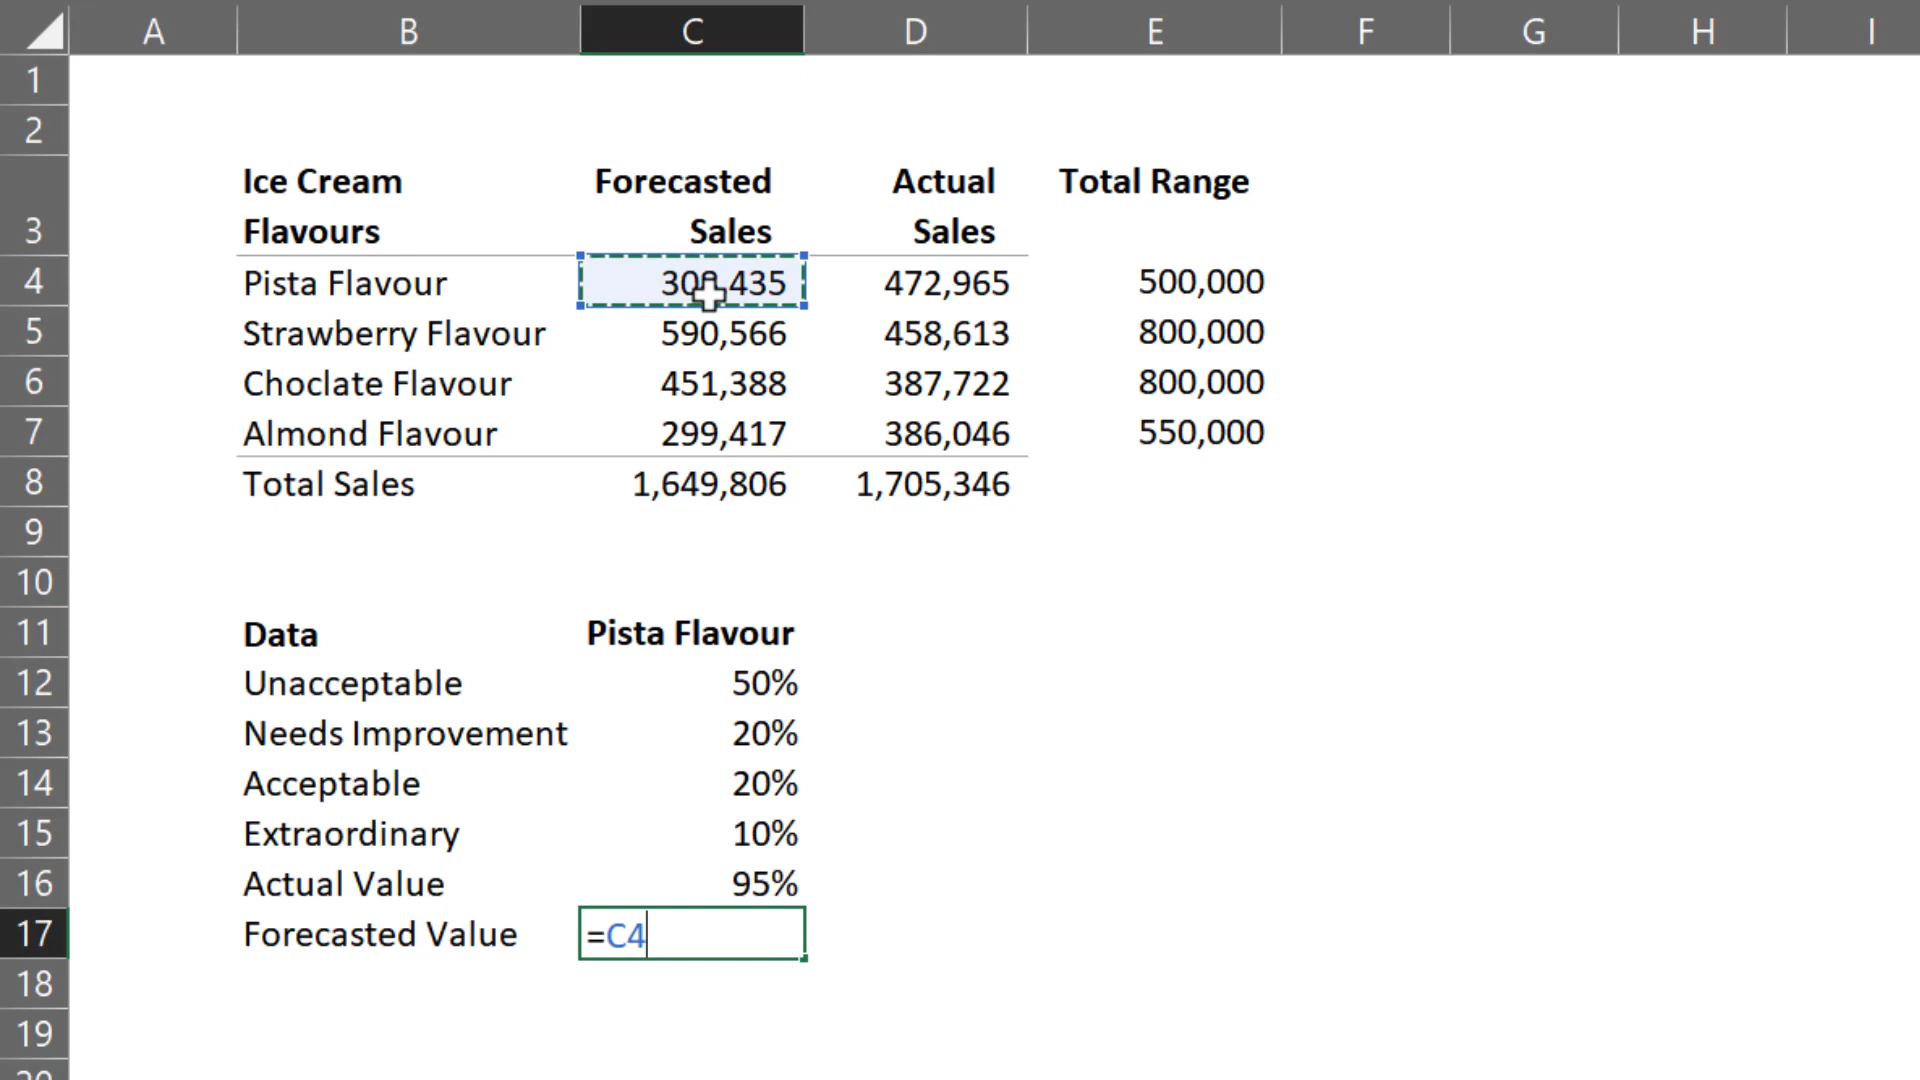 A B C D E F G H I
1
2
Ice Cream Forecasted Actual Total Range
3 Flavours Sales Sales
4 Pista Flavour 308,435 472,965 500,000
5 Strawberry Flavour 590,566 458,613 800,000
6 Choclate Flavour 451,388 387,722 800,000
7 Almond Flavour 299,417 386,046 550,000
8 Total Sales 1,649,806 1,705,346
9
10
11 Data Pista Flavour
12 Unacceptable 50%
13 Needs Improvement 20%
14 Acceptable 20%
15 Extraordinary 10%
16 Actual Value 95%
17 Forecasted Value =C4
18
19
20